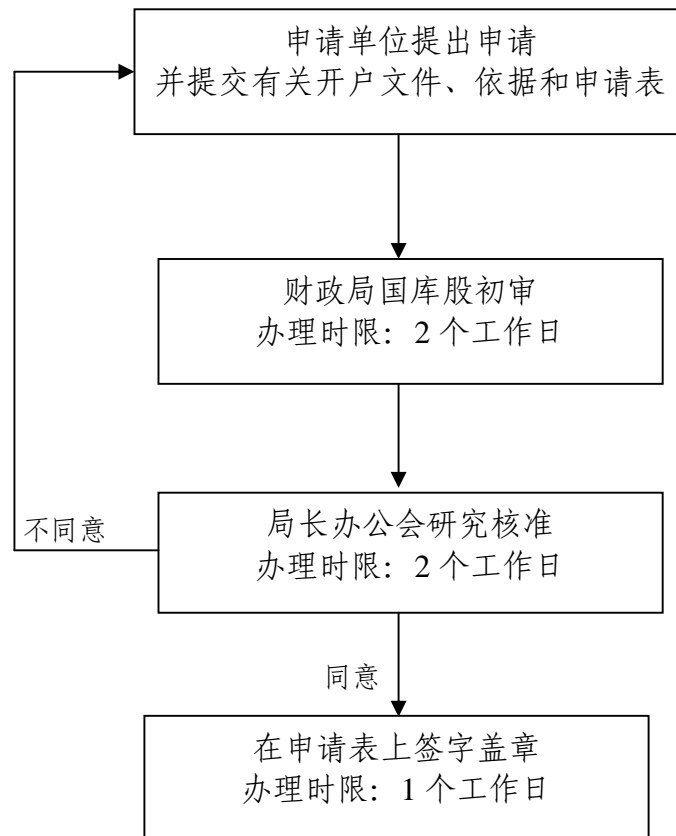 申请单位提出申请
并提交有关开户文件、依据和申请表
财政局国库股初审
办理时限：2 个工作日
局长办公会研究核准
办理时限：2 个工作日
不同意
同意
在申请表上签字盖章
办理时限：1 个工作日